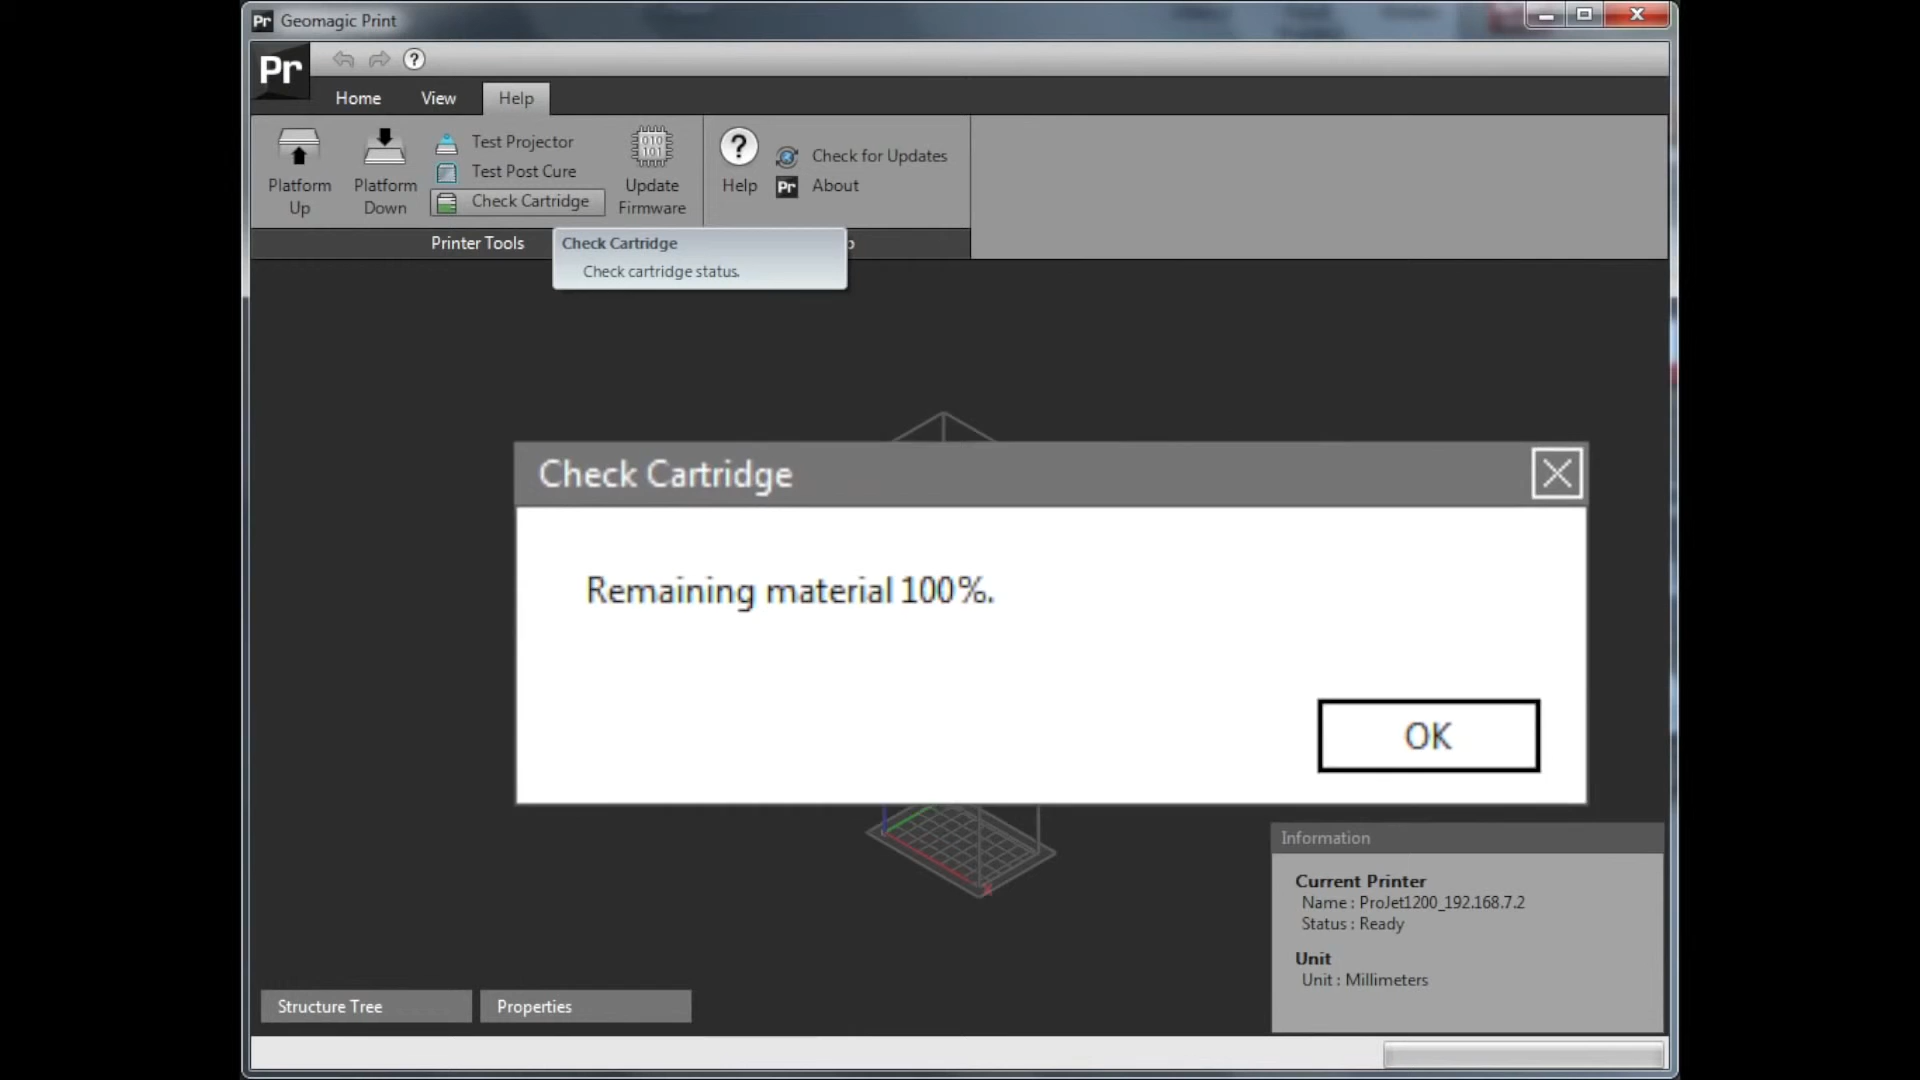 Pr Geomagic Print
Pr
?
Home View Help
Platform Up
Platform Down
Test Projector
Test Post Cure
Check Cartridge
010
101
Update Firmware
?
Help
Check for Updates
Pr About
Printer Tools
Check Cartridge
Check cartridge status.
Check Cartridge
Remaining material 100%.
OK
Information
Current Printer
Name : ProJet1200_192.168.7.2
Status : Ready
Unit
Unit : Millimeters
Structure Tree
Properties